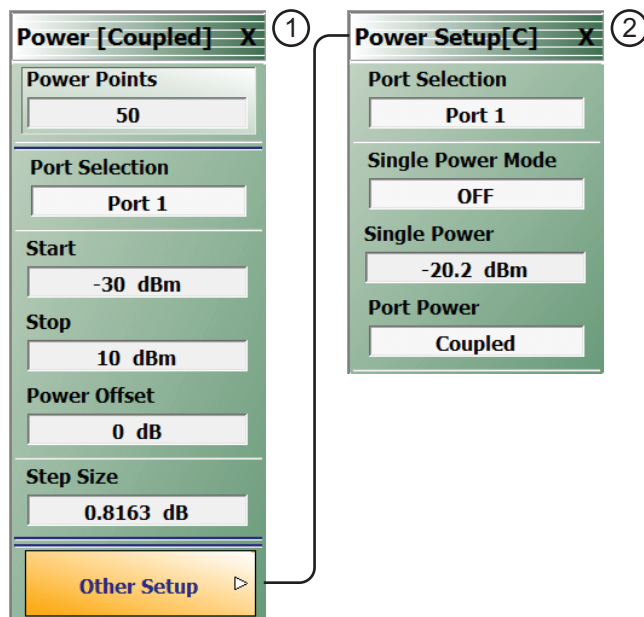 Power [Coupled] X
1
Power Points
50
Port Selection
Port 1
Start
-30 dBm
Stop
10 dBm
Power Offset
0 dB
Step Size
0.8163 dB
Other Setup
Power Setup[C] X
2
Port Selection
Port 1
Single Power Mode
OFF
Single Power
-20.2 dBm
Port Power
Coupled